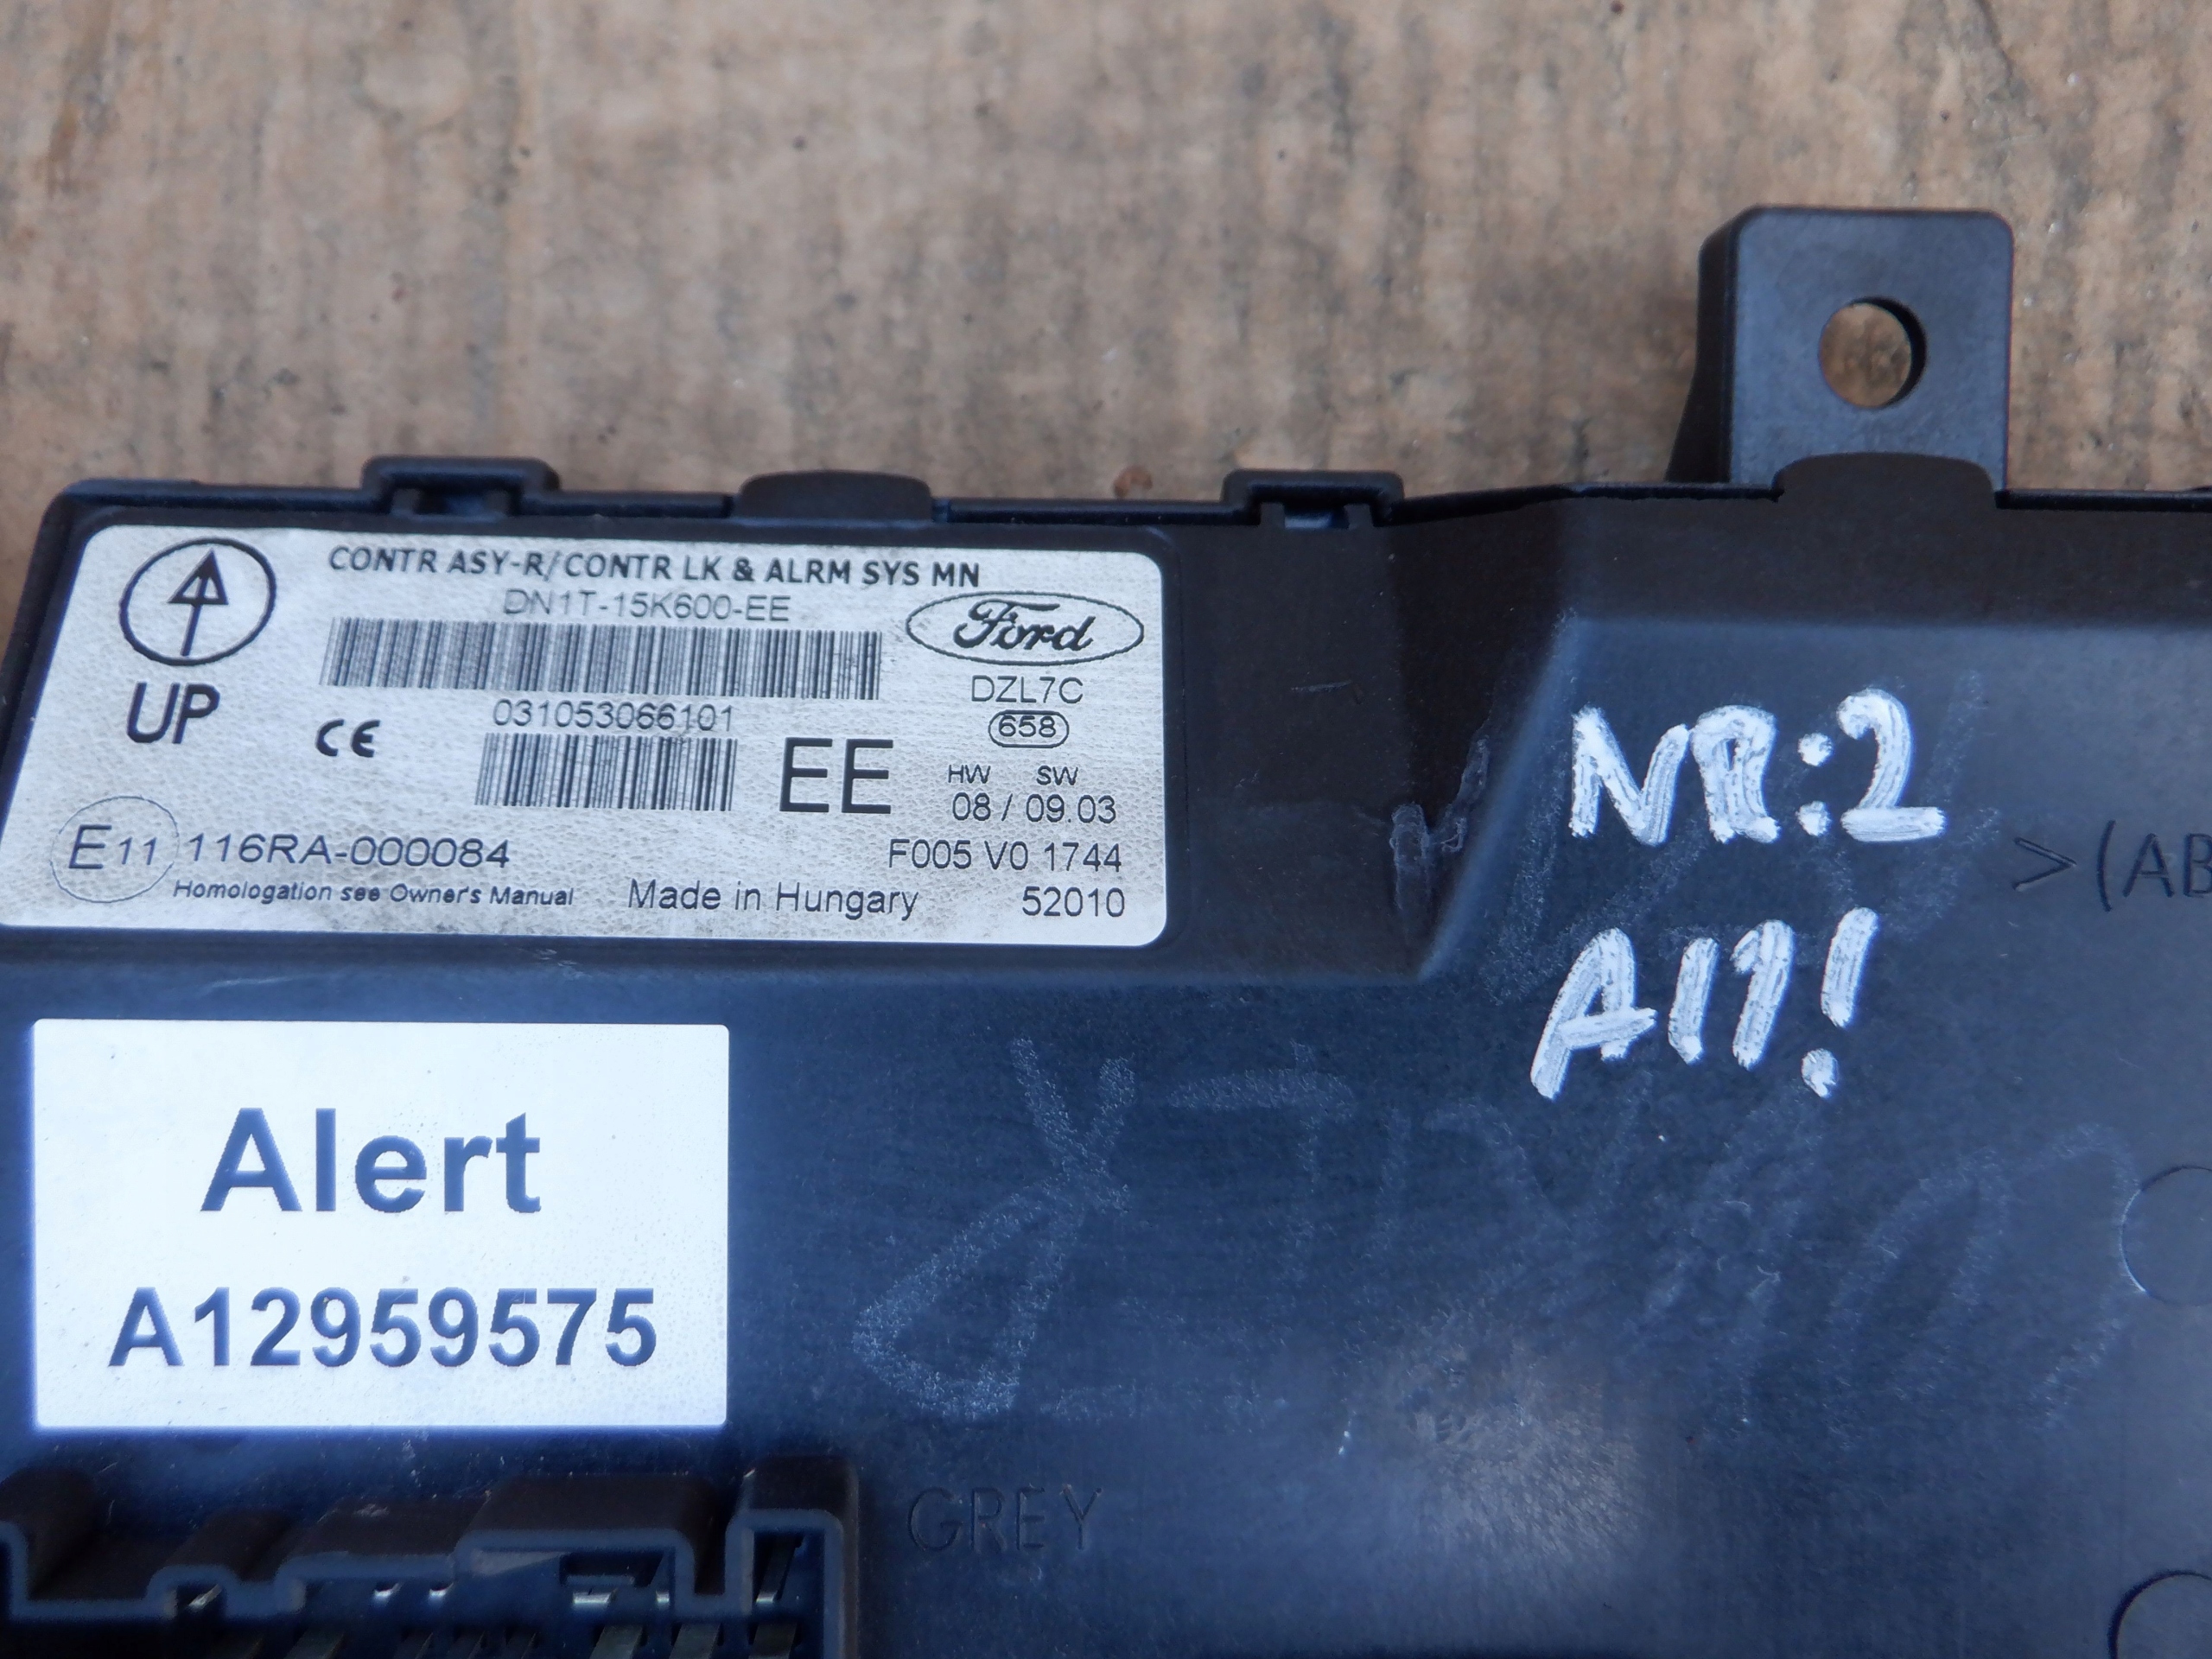 CONTR ASY-R/CONTR LK & ALRM SYS MN
DN1T-15K600-EE
Ford
DZL7C
UP
CE
031053066101
658
EE
HW SW
08 / 09.03
E11 116RA-000084
F005 V0 1744
Homologation see Owner's Manual
Made in Hungary
52010
NR:2
>(AB
Alert
A12959575
GREY